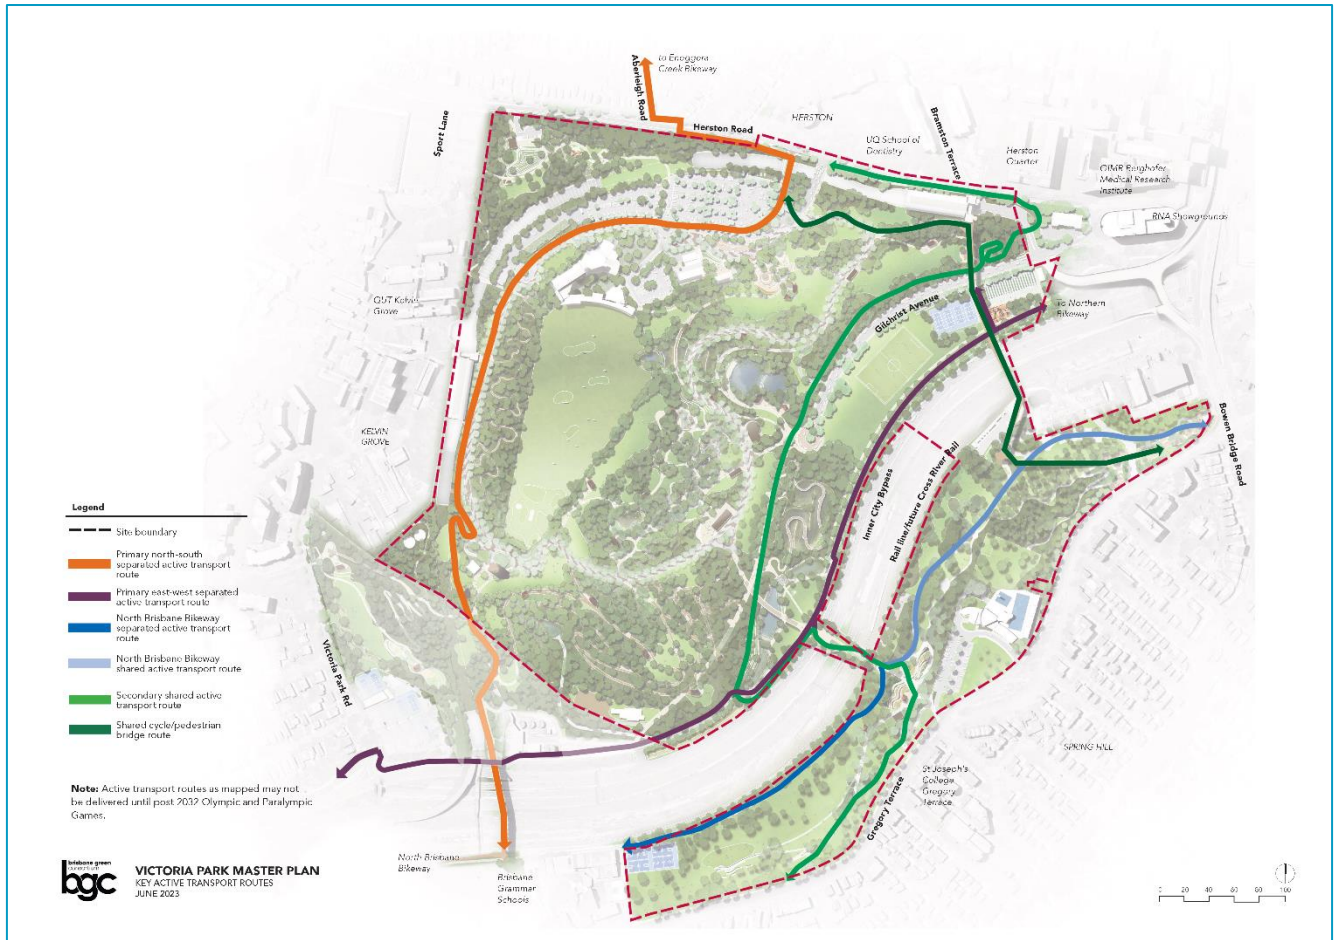 to Enoggera
Creek Bikeway
Aberleigh Road
Herston Road
HERSTON
Sport Lane
UQ School of
Dentistry
Bramston Terrace
Herston
Quarter
QIMR Berghofer
Medical Research
Institute
RNA Showgrounds
QUT Kelvin
Grove
Gilchrist Avenue
To Northern
Bikeway
KELVIN
GROVE
Bowen Bridge Road
Inner City Bypass
Rail line/future Cross River Rail
Legend
Site boundary
Primary north-south
separated active transport
route
Primary east-west separated
active transport route
North Brisbane Bikeway
separated active transport
route
North Brisbane Bikeway
shared active transport route
Secondary shared active
transport route
Shared cycle/pedestrian
bridge route
Victoria Park Rd
SPRING HILL
St Joseph's
College
Gregory
Terrace
Gregory Terrace
Note: Active transport routes as mapped may not
be delivered until post 2032 Olympic and Paralympic
Games.
North Brisbane
Bikeway
Brisbane
Grammar
Schools
brisbane green
bgc
VICTORIA PARK MASTER PLAN
KEY ACTIVE TRANSPORT ROUTES
JUNE 2023
0 20 40 60 80 100